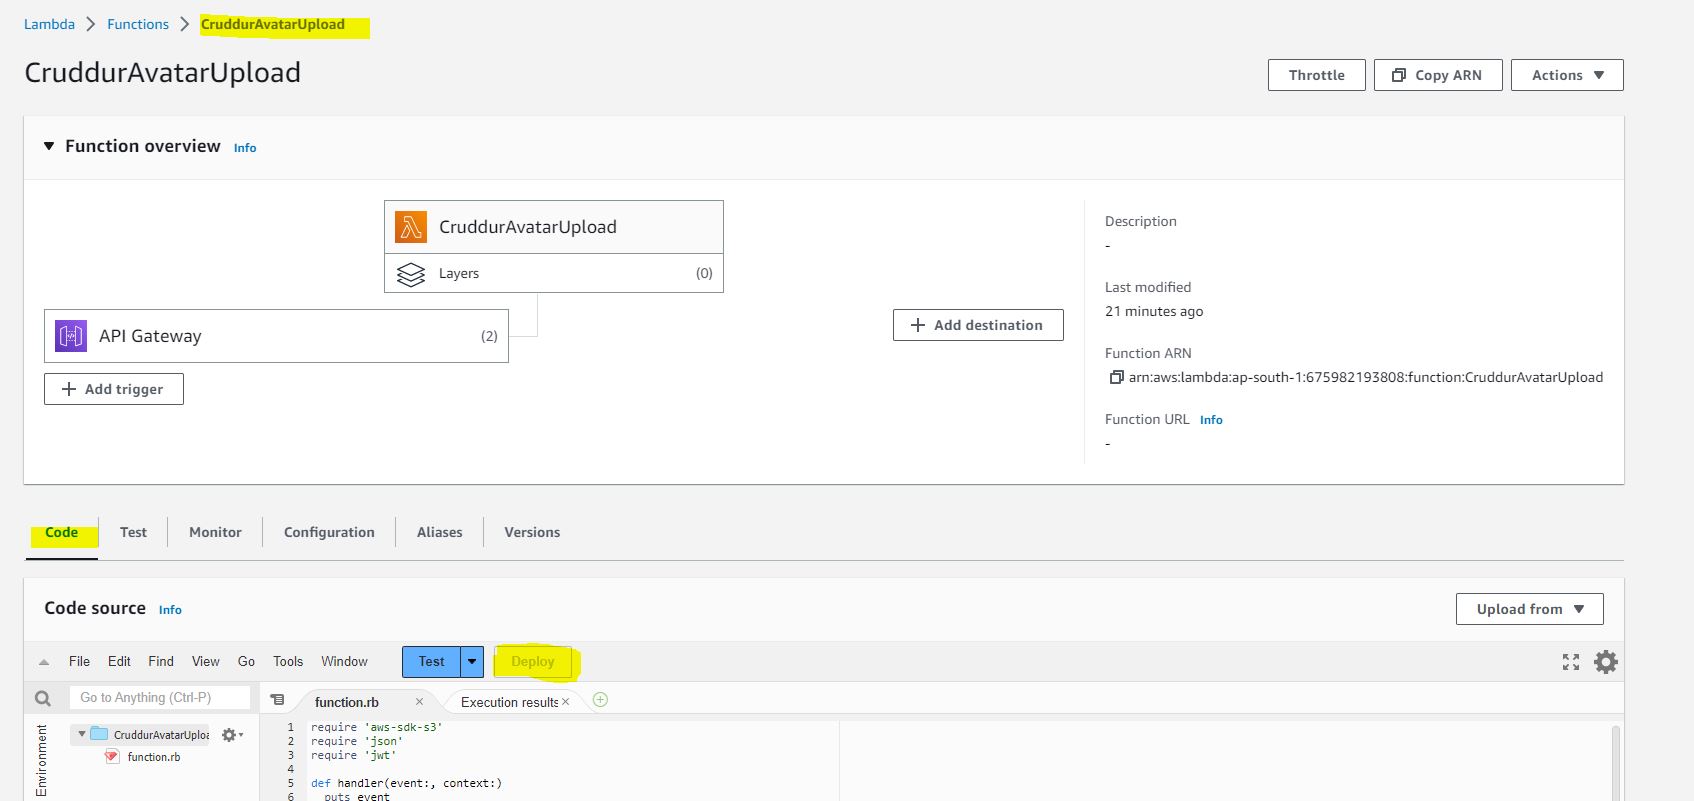 Lambda > Functions > CruddurAvatarUpload
CruddurAvatarUpload
Throttle
Copy ARN
Actions
Function overview Info
CruddurAvatarUpload
Layers (0)
API Gateway (2)
+ Add trigger
+ Add destination
Description
-
Last modified
21 minutes ago
Function ARN
arn:aws:lambda:ap-south-1:675982193808:function:CruddurAvatarUpload
Function URL Info
-
Code Test Monitor Configuration Aliases Versions
Code source Info
Upload from
File Edit Find View Go Tools Window Test Deploy
Go to Anything (Ctrl-P)
function.rb × Execution results ×
Environment
CruddurAvatarUploa
function.rb
1 require 'aws-sdk-s3'
2 require 'json'
3 require 'jwt'
4
5 def handler(event:, context:)
6 puts event